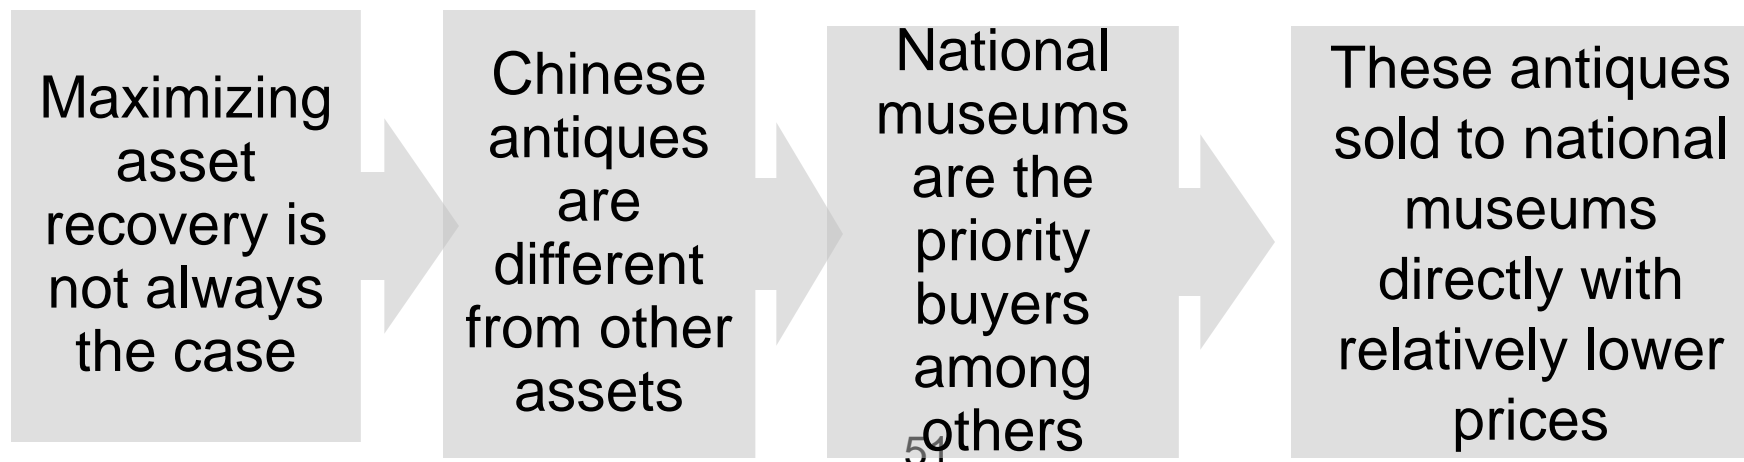 Maximizing
asset
recovery is
not always
the case
Chinese
antiques
are
different
from other
assets
National
museums
are the
priority
buyers
among
others
These antiques
sold to national
museums
directly with
relatively lower
prices
51